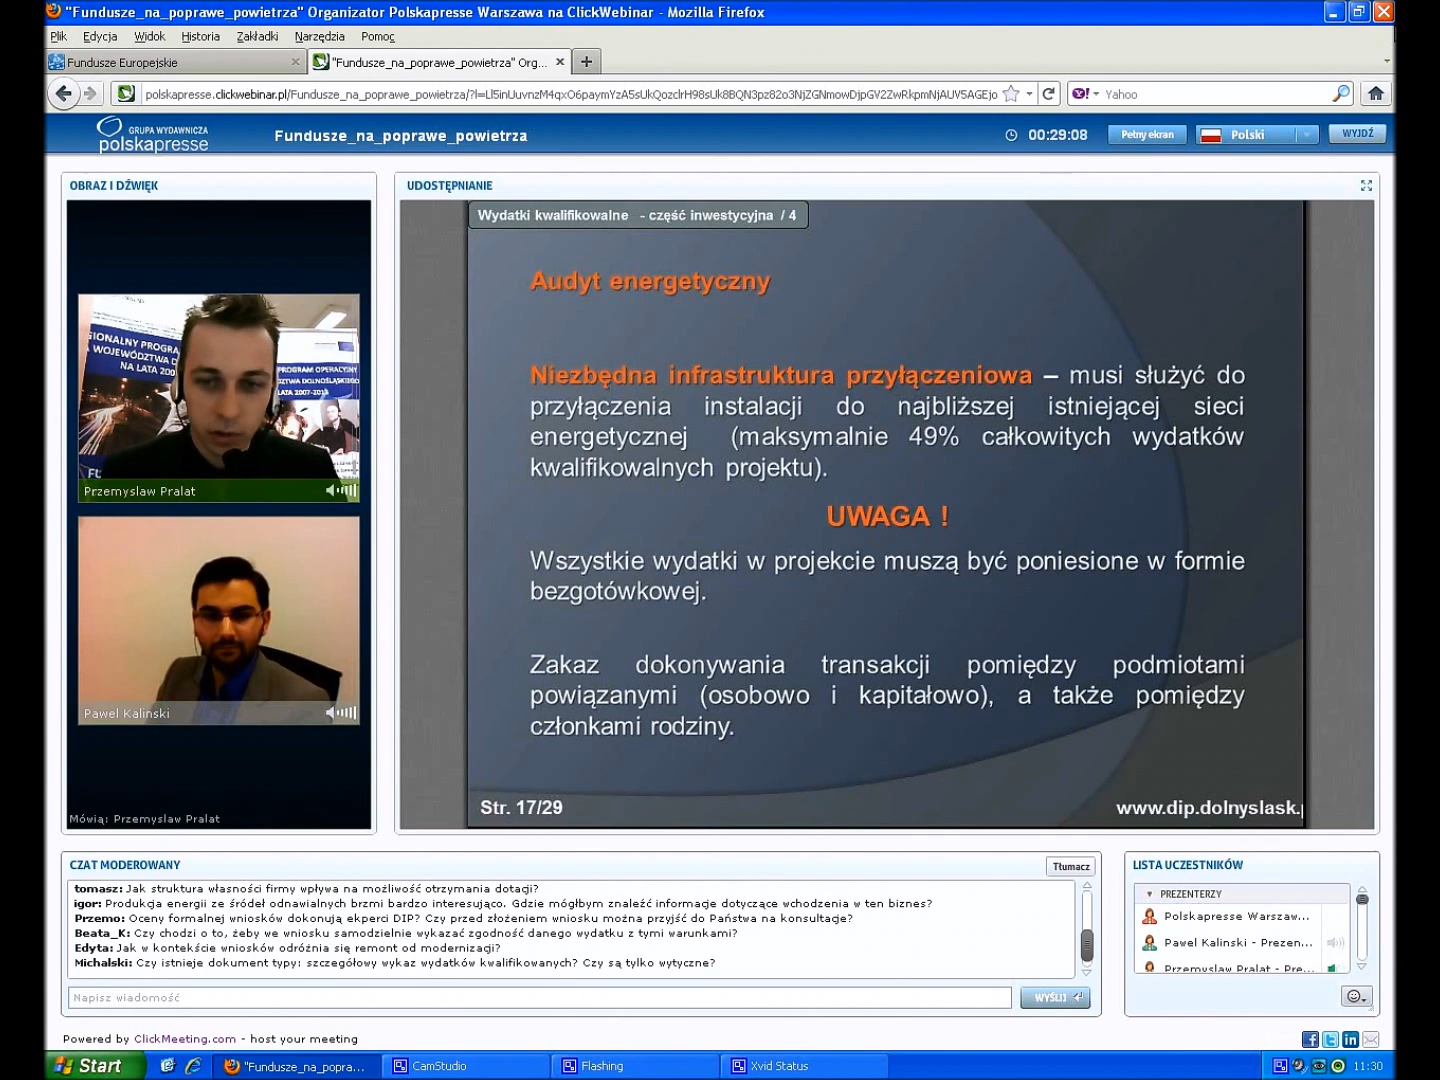 "Fundusze_na_poprawe_powietrza" Organizator Polskapresse Warszawa na ClickWebinar - Mozilla Firefox
Plik Edycja Widok Historia Zakładki Narzędzia Pomoc
Fundusze Europejskie
"Fundusze_na_poprawe_powietrza" Org...
Yahoo
GRUPA WYDAWNICZA
polskapresse
Fundusze_na_poprawe_powietrza
00:29:08
Pełny ekran
Polski
WYJDŹ
OBRAZ I DŹWIĘK
Przemyslaw Pralat
Pawel Kalinski
Mówią: Przemyslaw Pralat
UDOSTĘPNIANIE
Wydatki kwalifikowalne - część inwestycyjna / 4
Audyt energetyczny
Niezbędna infrastruktura przyłączeniowa – musi służyć do
przyłączenia instalacji do najbliższej istniejącej sieci
energetycznej (maksymalnie 49% całkowitych wydatków
kwalifikowalnych projektu).
UWAGA !
Wszystkie wydatki w projekcie muszą być poniesione w formie
bezgotówkowej.
Zakaz dokonywania transakcji pomiędzy podmiotami
powiązanymi (osobowo i kapitałowo), a także pomiędzy
członkami rodziny.
Str. 17/29
www.dip.dolnyslask.
CZAT MODEROWANY
Tłumacz
tomasz: Jak struktura własności firmy wpływa na możliwość otrzymania dotacji?
igor: Produkcja energii ze źródeł odnawialnych brzmi bardzo interesująco. Gdzie mógłbym znaleźć informacje dotyczące wchodzenia w ten biznes?
Przemo: Oceny formalnej wniosków dokonują ekperci DIP? Czy przed złożeniem wniosku można przyjść do Państwa na konsultacje?
Beata_K: Czy chodzi o to, żeby we wniosku samodzielnie wykazać zgodność danego wydatku z tymi warunkami?
Edyta: Jak w kontekście wniosków odróżnia się remont od modernizacji?
Michalski: Czy istnieje dokument typy: szczegółowy wykaz wydatków kwalifikowanych? Czy są tylko wytyczne?
Napisz wiadomość
WYŚLIJ
LISTA UCZESTNIKÓW
PREZENTERZY
Polskapresse Warszaw...
Pawel Kalinski - Prezen...
Przemyslaw Pralat - Pre...
Powered by ClickMeeting.com - host your meeting
Start
"Fundusze_na_popra...
CamStudio
Flashing
Xvid Status
11:30